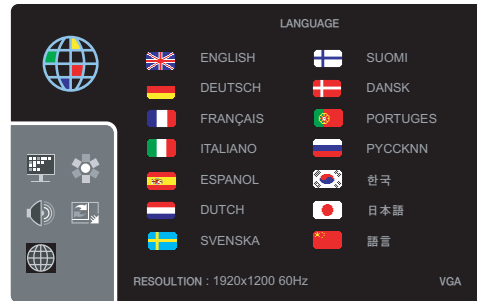 LANGUAGE
ENGLISH
DEUTSCH
FRANÇAIS
ITALIANO
ESPANOL
DUTCH
SVENSKA
SUOMI
DANSK
PORTUGES
PYCCKNN
한국
日本語
語言
RESOULTION : 1920x1200 60Hz
VGA